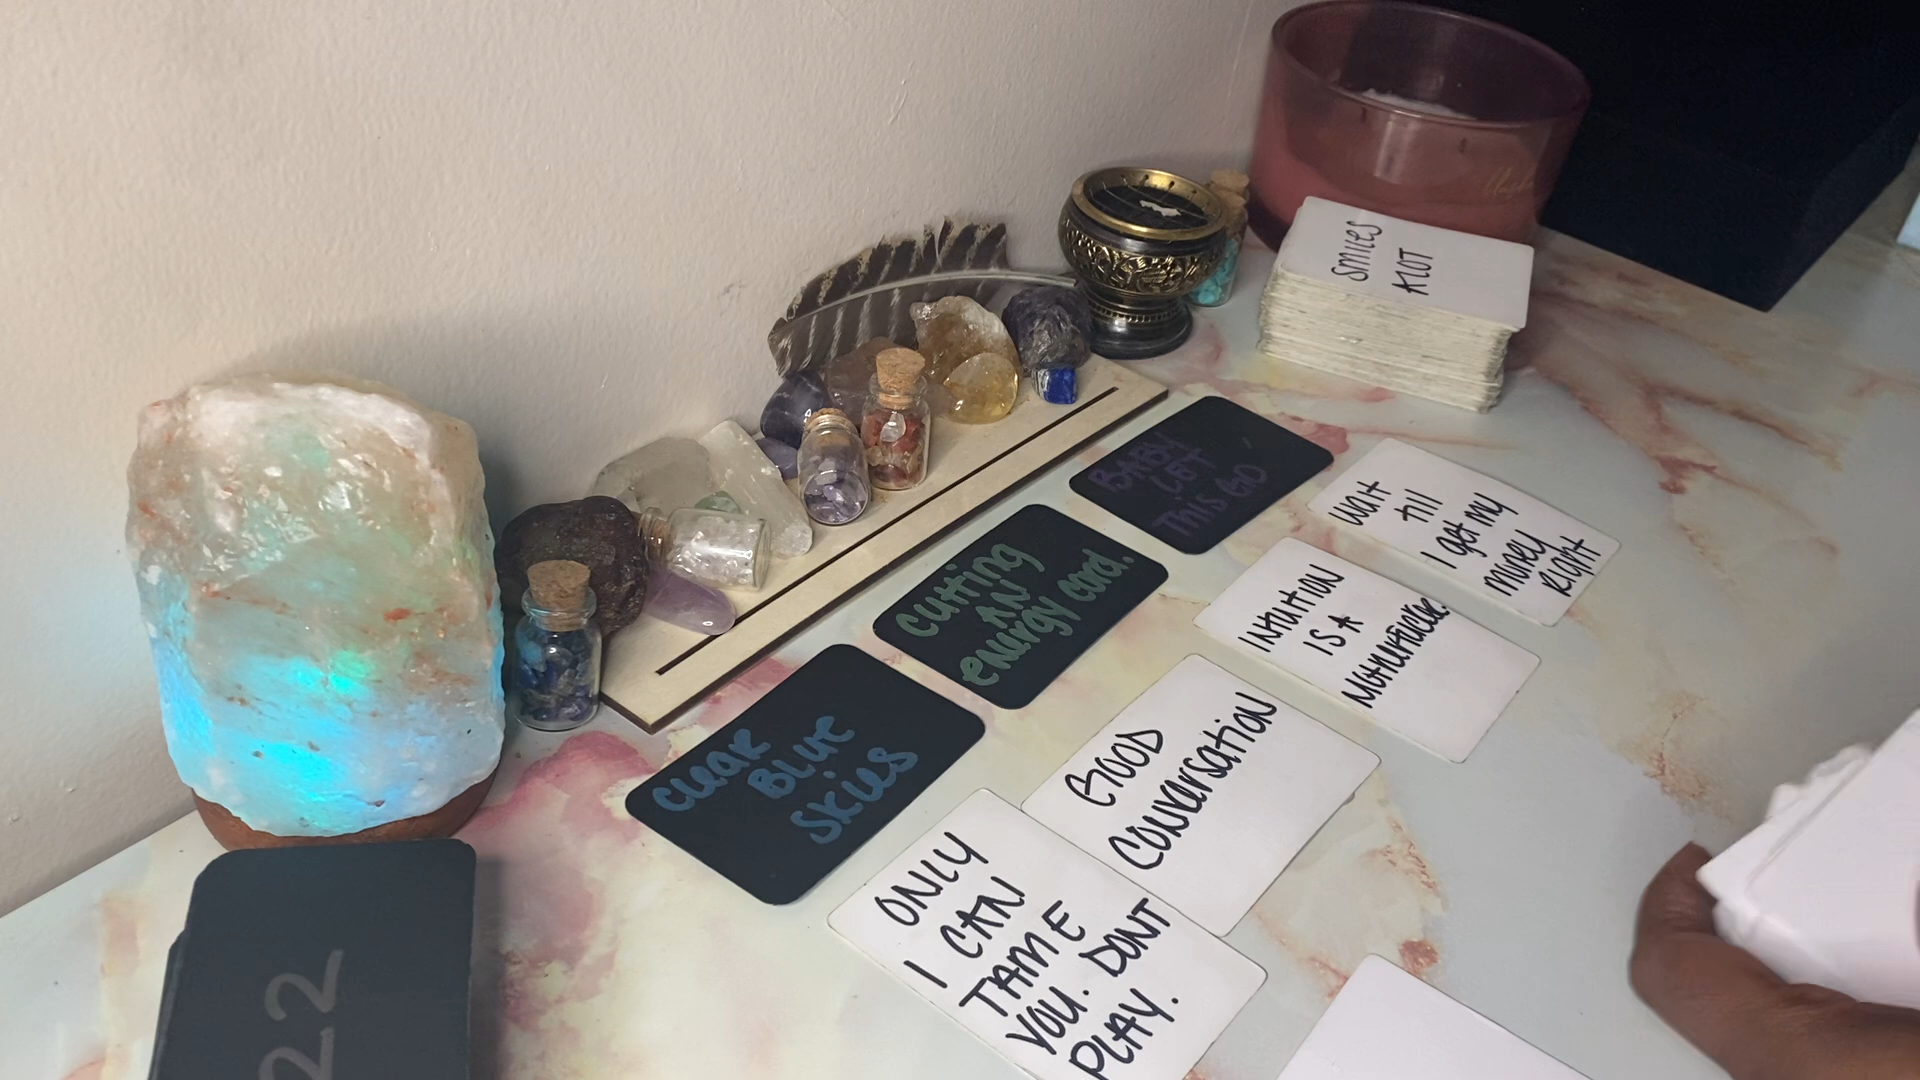 SMILES
ALOT
BABY
LET
THIS GO
WAIT
till
I get my
money
RIGHT
CUTTING
AN
ENERGY CORD.
INTUITION
IS A
CLEAR
BLUE
SKIES
GOOD
CONVERSATION
ONLY
I CAN
TAME
YOU. DONT
PLAY.
22